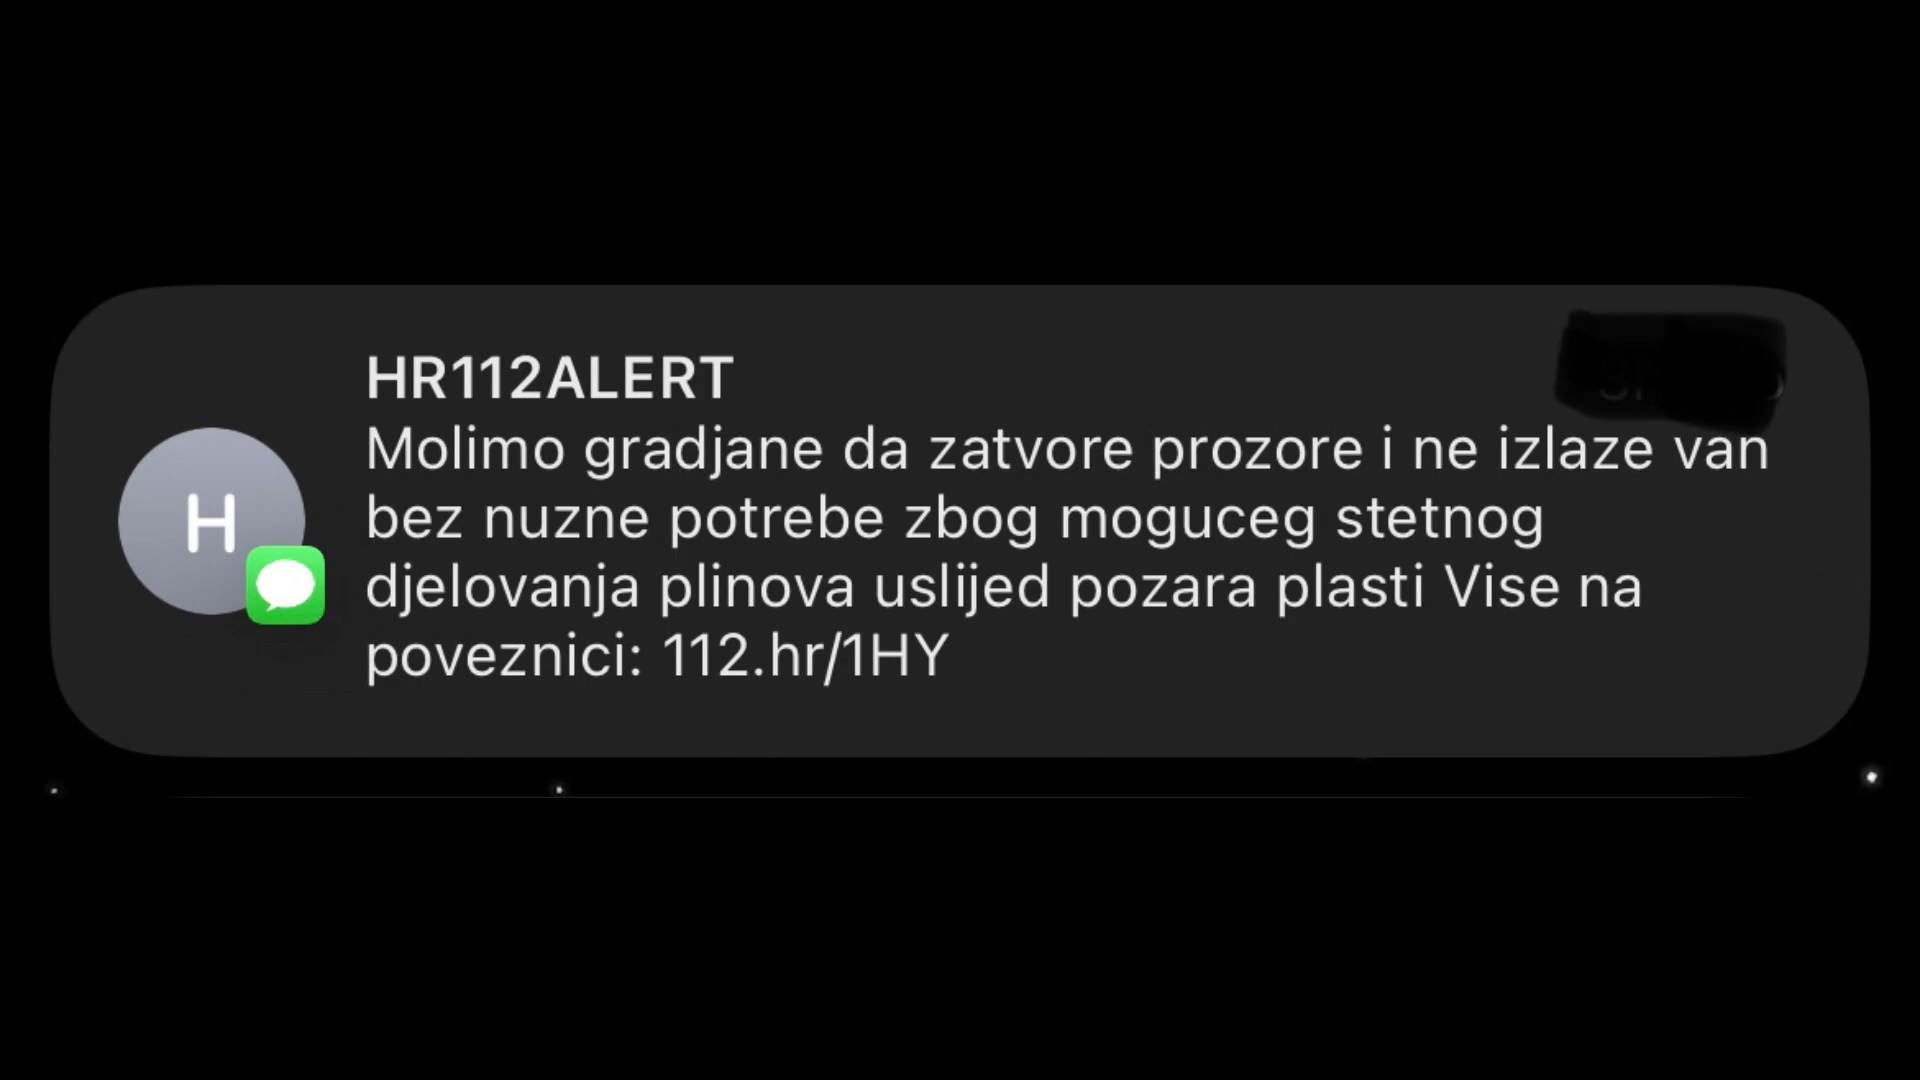 HR112ALERT
Molimo gradjane da zatvore prozore i ne izlaze van
bez nuzne potrebe zbog moguceg stetnog
djelovanja plinova uslijed pozara plasti Vise na
poveznici: 112.hr/1HY
H